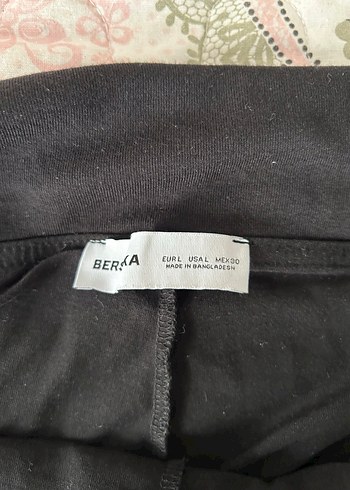 BERSKA
EUR L USA L MEX 30
MADE IN BANGLADESH